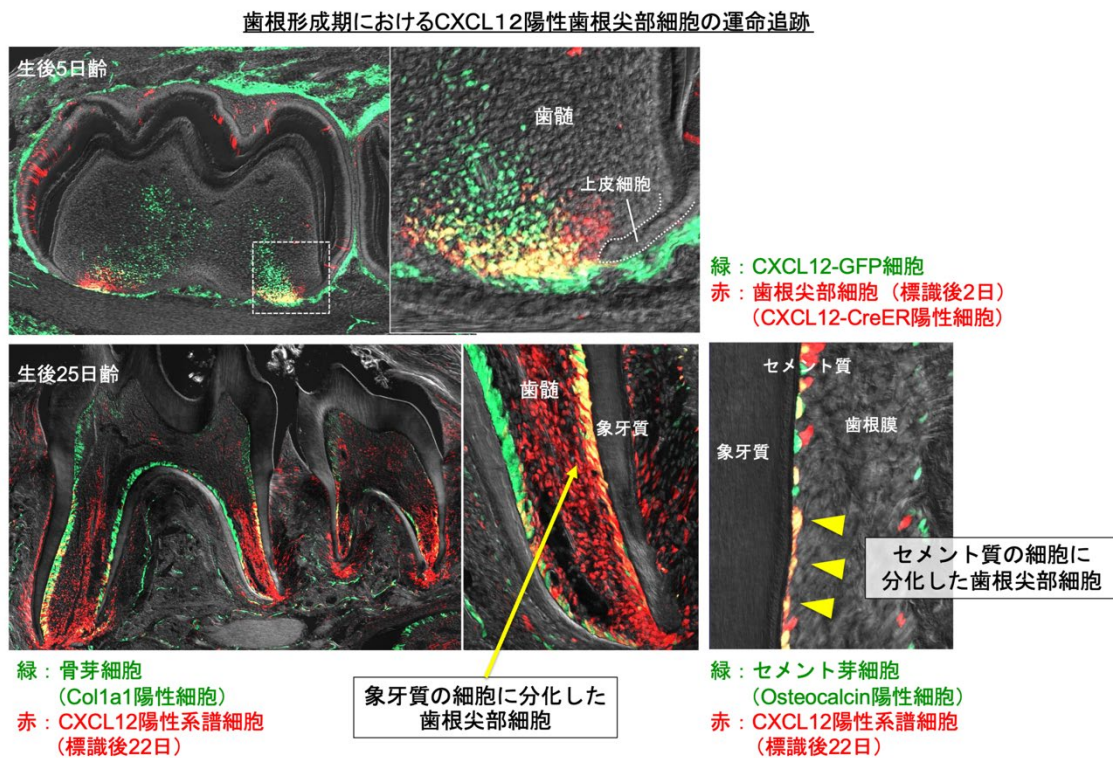 歯根形成期におけるCXCL12陽性歯根尖部細胞の運命追跡
生後5日齢
歯髄
上皮細胞
緑：CXCL12-GFP細胞
赤：歯根尖部細胞（標識後2日）
（CXCL12-CreER陽性細胞）
生後25日齢
歯髄
象牙質
セメント質
歯根膜
象牙質
セメント質の細胞に
分化した歯根尖部細胞
緑：骨芽細胞
（Col1a1陽性細胞）
赤：CXCL12陽性系譜細胞
（標識後22日）
象牙質の細胞に分化した
歯根尖部細胞
緑：セメント芽細胞
（Osteocalcin陽性細胞）
赤：CXCL12陽性系譜細胞
（標識後22日）